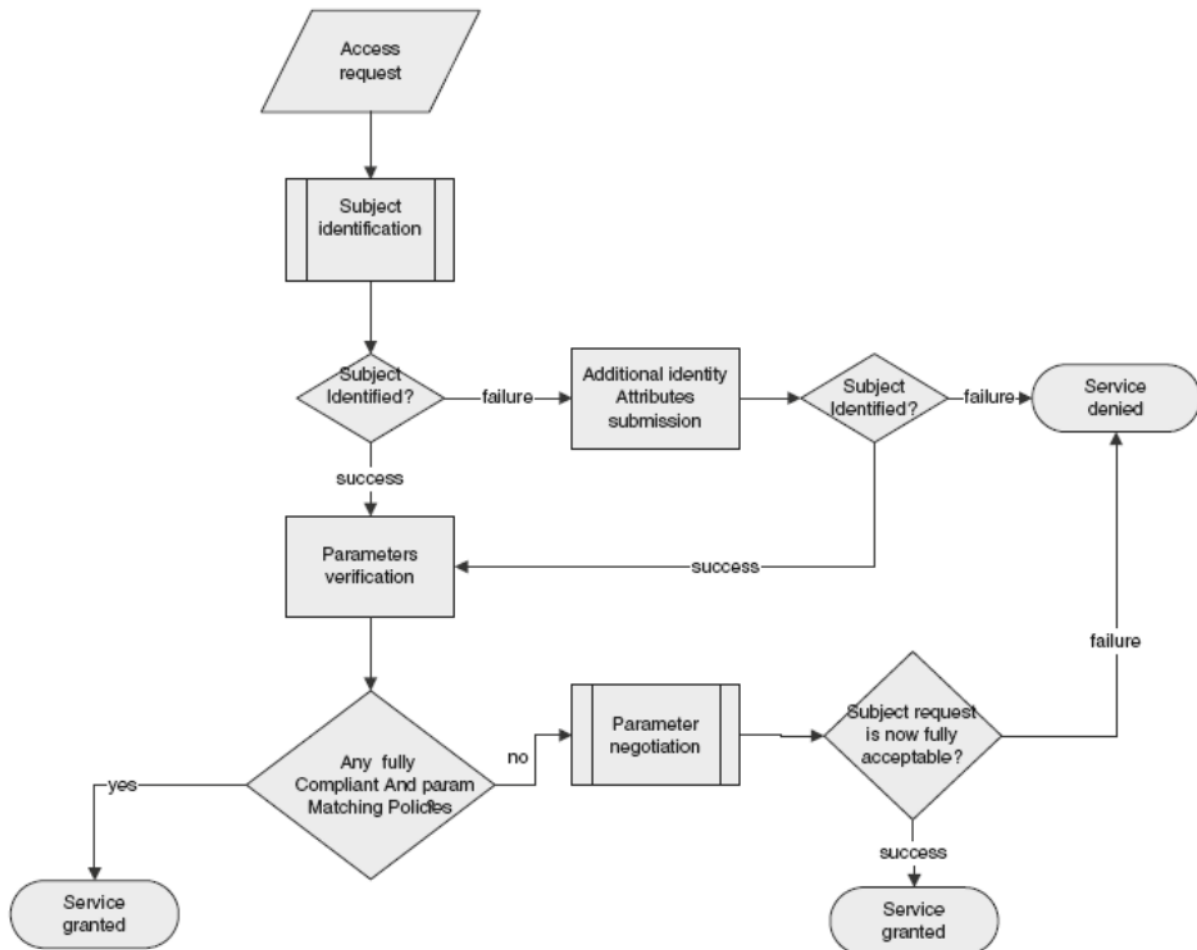 Access
request
Subject
identification
Subject
Identified?
failure
Additional identity
Attributes
submission
Subject
Identified?
failure
Service
denied
success
Parameters
verification
success
failure
Any fully
Compliant And param
Matching Policies?
no
Parameter
negotiation
Subject request
is now fully
acceptable?
yes
success
Service
granted
Service
granted